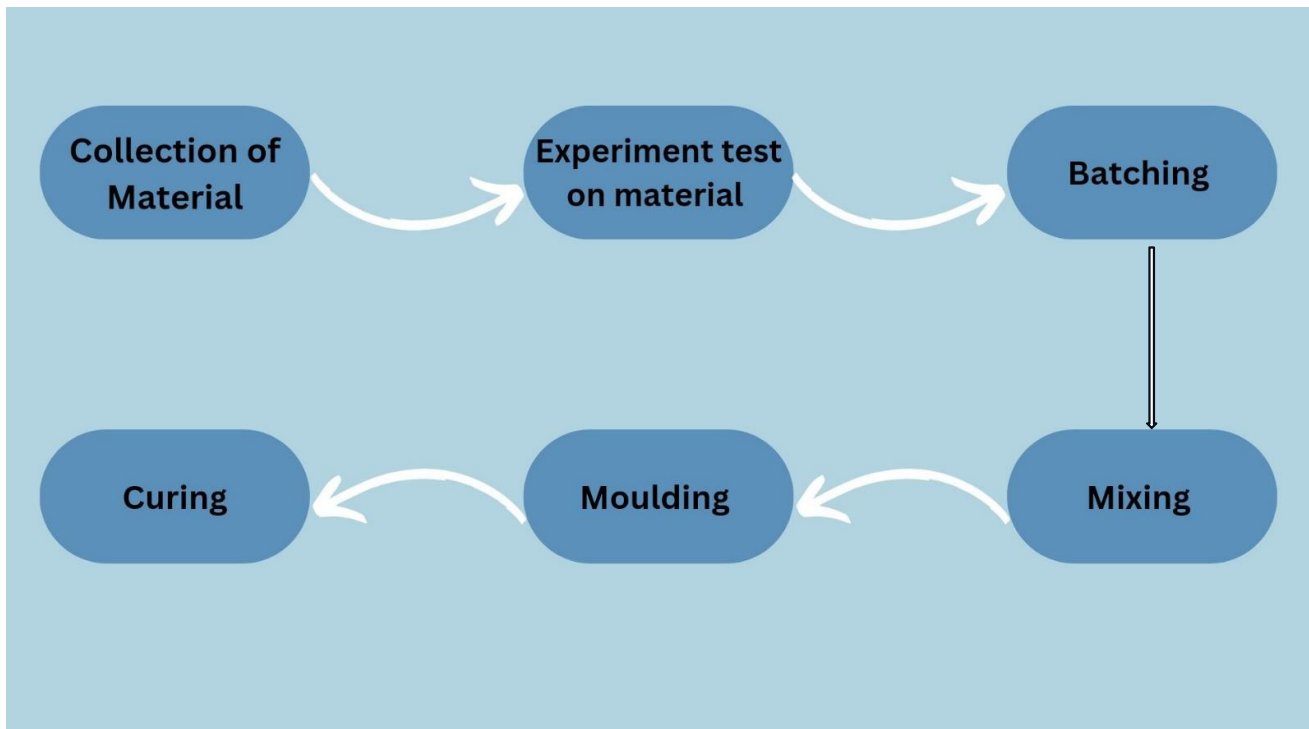 Collection of
Material
Experiment test
on material
Batching
Mixing
Moulding
Curing